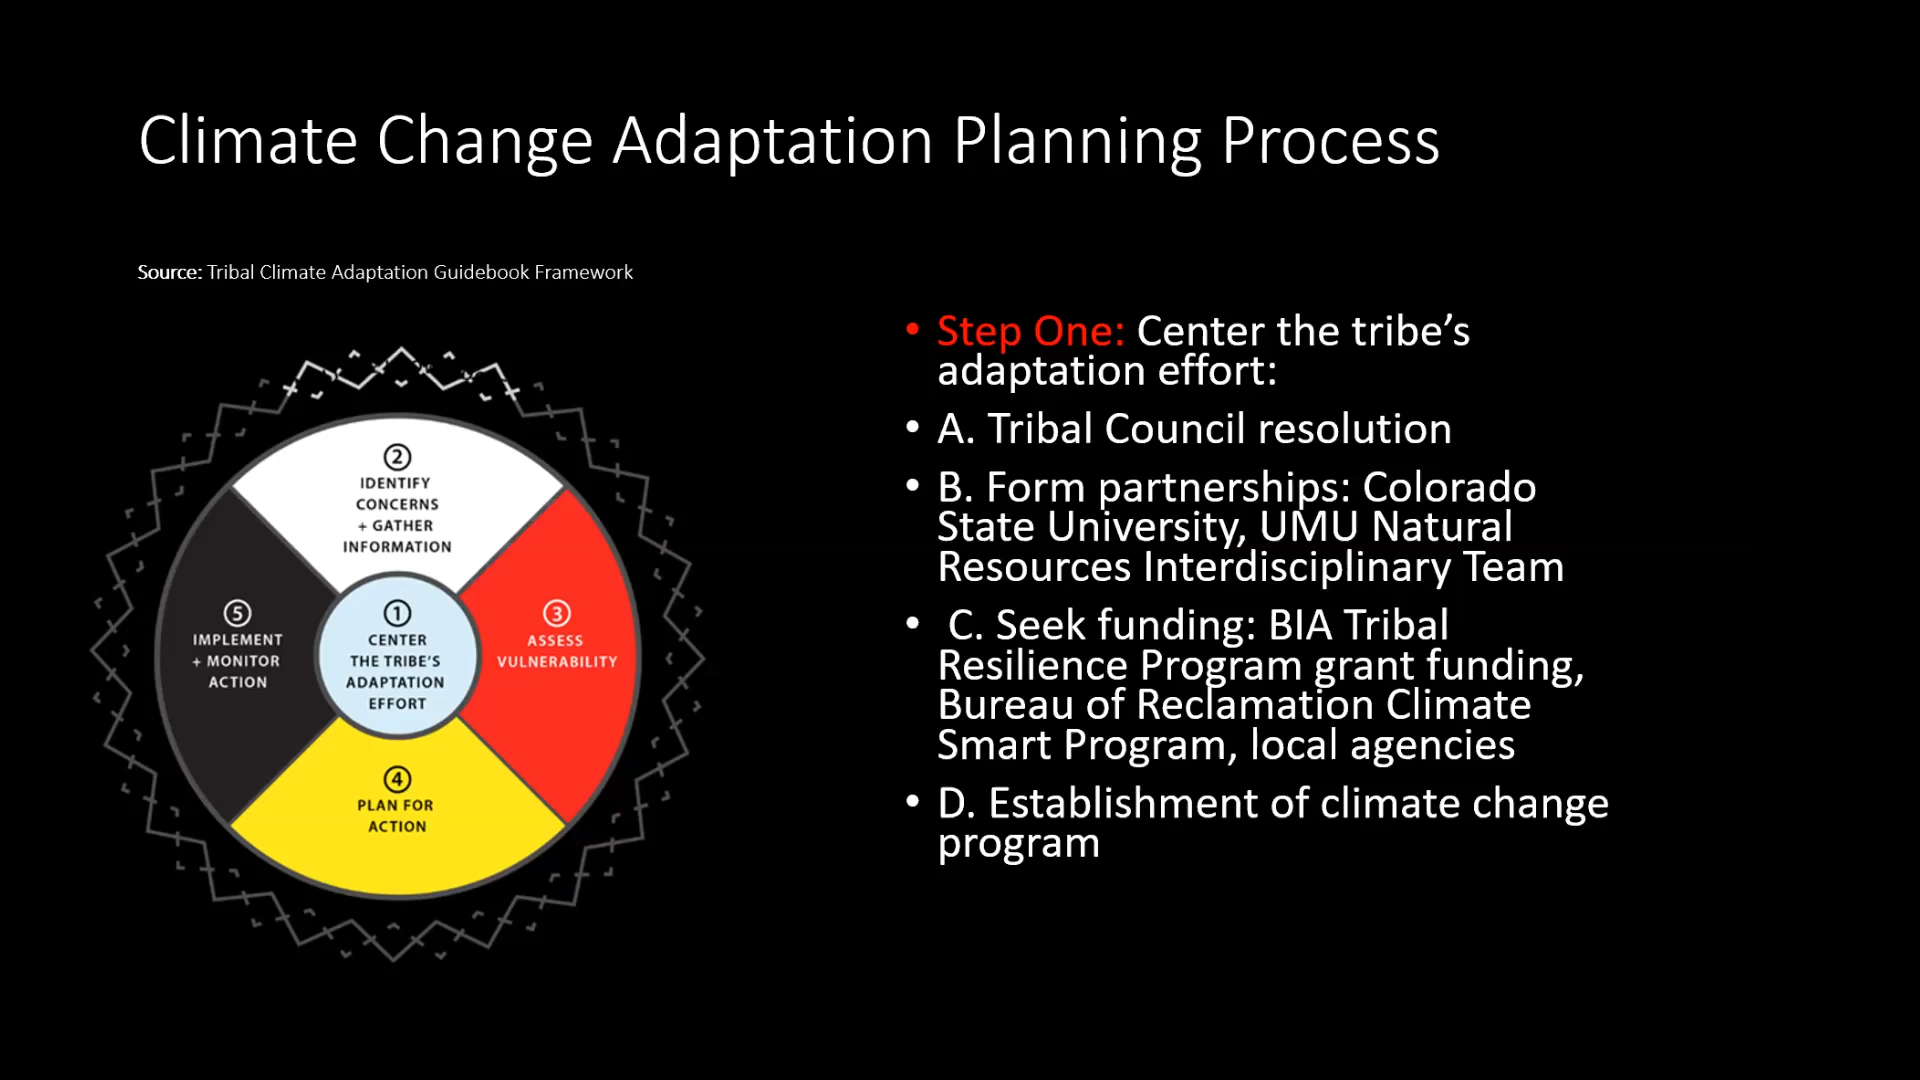 Climate Change Adaptation Planning Process
Source: Tribal Climate Adaptation Guidebook Framework
② IDENTIFY
CONCERNS
+ GATHER
INFORMATION
③
ASSESS
VULNERABILITY
⑤
IMPLEMENT
+ MONITOR
ACTION
①
CENTER
THE TRIBE'S
ADAPTATION
EFFORT
④
PLAN FOR
ACTION
• Step One: Center the tribe’s
adaptation effort:
• A. Tribal Council resolution
• B. Form partnerships: Colorado
State University, UMU Natural
Resources Interdisciplinary Team
• C. Seek funding: BIA Tribal
Resilience Program grant funding,
Bureau of Reclamation Climate
Smart Program, local agencies
• D. Establishment of climate change
program